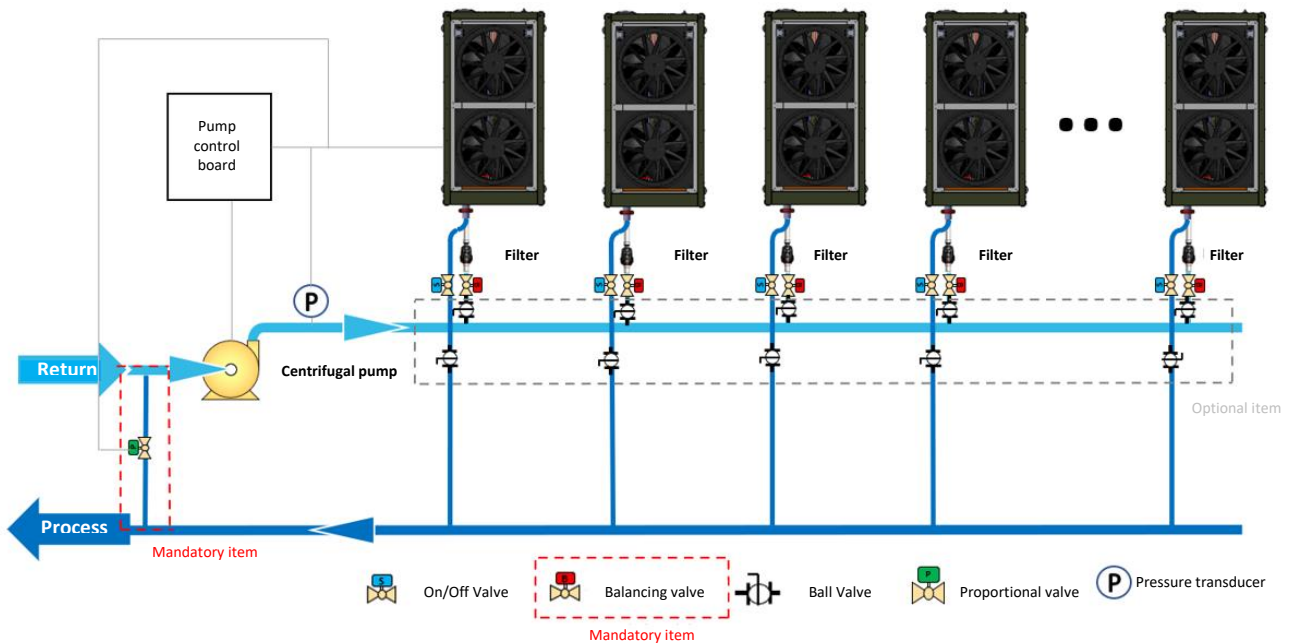 Pump
control
board
Filter
Filter
Filter
Filter
Filter
S
B
S
B
S
B
S
B
S
B
P
Return
Centrifugal pump
Optional item
P
Process
Mandatory item
S
On/Off Valve
B
Balancing valve
Ball Valve
P
Proportional valve
P
Pressure transducer
Mandatory item